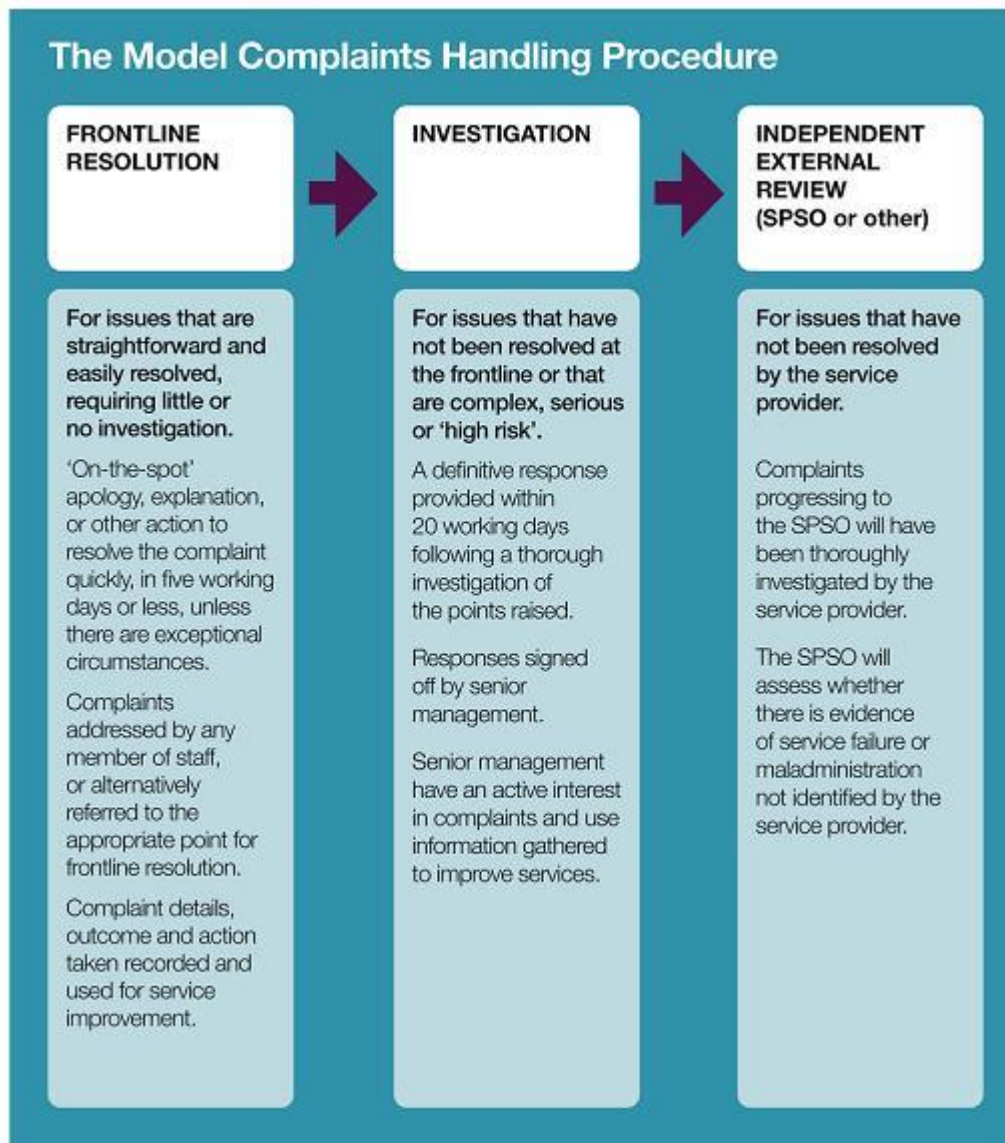 The Model Complaints Handling Procedure
FRONTLINE
RESOLUTION
For issues that are
straightforward and
easily resolved,
requiring little or
no investigation.
‘On-the-spot’
apology, explanation,
or other action to
resolve the complaint
quickly, in five working
days or less, unless
there are exceptional
circumstances.
Complaints
addressed by any
member of staff,
or alternatively
referred to the
appropriate point for
frontline resolution.
Complaint details,
outcome and action
taken recorded and
used for service
improvement.
INVESTIGATION
For issues that have
not been resolved at
the frontline or that
are complex, serious
or ‘high risk’.
A definitive response
provided within
20 working days
following a thorough
investigation of
the points raised.
Responses signed
off by senior
management.
Senior management
have an active interest
in complaints and use
information gathered
to improve services.
INDEPENDENT
EXTERNAL
REVIEW
(SPSO or other)
For issues that have
not been resolved
by the service
provider.
Complaints
progressing to
the SPSO will have
been thoroughly
investigated by the
service provider.
The SPSO will
assess whether
there is evidence
of service failure or
maladministration
not identified by the
service provider.